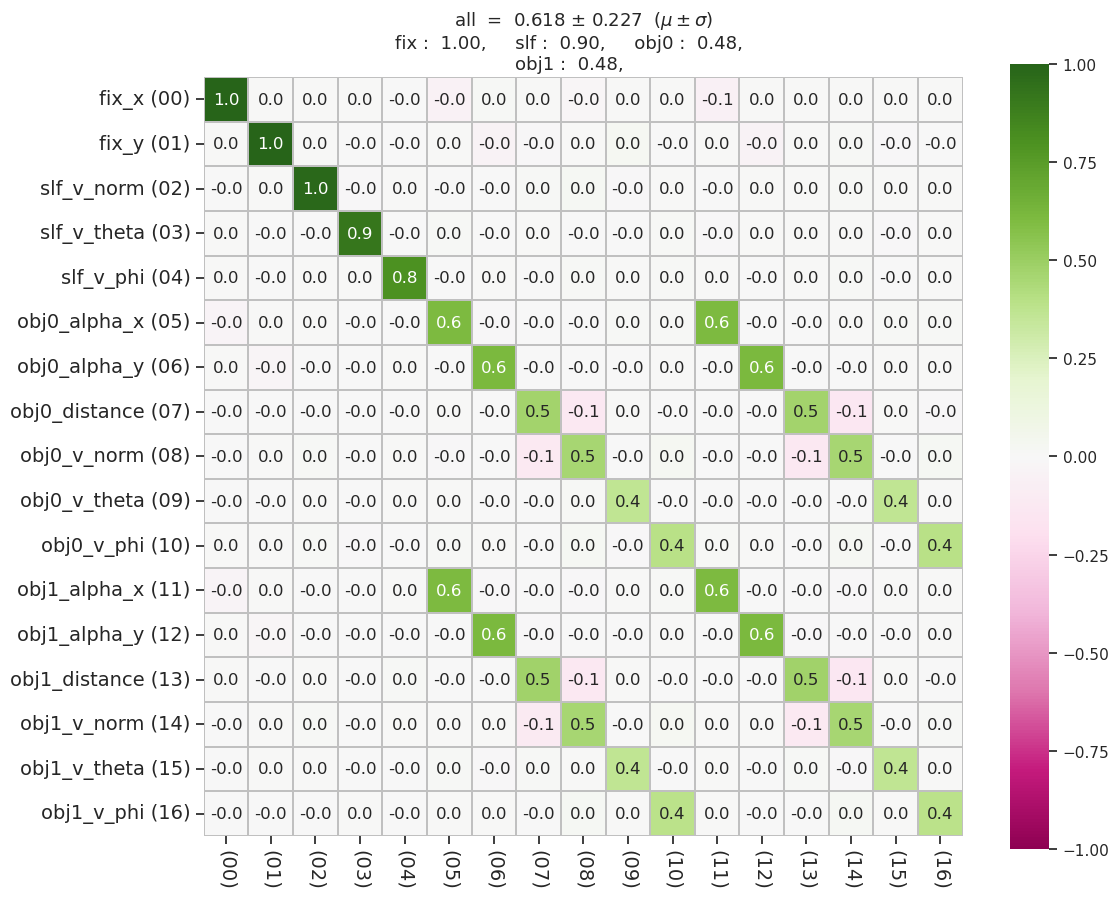 all = 0.618 ± 0.227 (μ ± σ)
fix : 1.00, slf : 0.90, obj0 : 0.48,
obj1 : 0.48,
fix_x (00) 1.0 0.0 0.0 0.0 -0.0 -0.0 0.0 0.0 -0.0 0.0 0.0 -0.1 0.0 0.0 0.0 0.0 0.0
fix_y (01) 0.0 1.0 0.0 -0.0 -0.0 0.0 -0.0 -0.0 0.0 0.0 -0.0 0.0 -0.0 0.0 -0.0 -0.0 -0.0
slf_v_norm (02) -0.0 0.0 1.0 -0.0 0.0 -0.0 -0.0 0.0 0.0 -0.0 0.0 -0.0 0.0 0.0 0.0 0.0 0.0
slf_v_theta (03) 0.0 -0.0 -0.0 0.9 -0.0 0.0 0.0 -0.0 -0.0 0.0 0.0 -0.0 0.0 0.0 -0.0 0.0 0.0
slf_v_phi (04) 0.0 -0.0 0.0 0.0 0.8 -0.0 0.0 -0.0 0.0 0.0 0.0 0.0 -0.0 -0.0 0.0 0.0 0.0
obj0_alpha_x (05) -0.0 0.0 0.0 -0.0 -0.0 0.6 -0.0 -0.0 -0.0 0.0 0.0 0.6 -0.0 -0.0 0.0 0.0 0.0
obj0_alpha_y (06) 0.0 -0.0 -0.0 0.0 0.0 -0.0 0.6 -0.0 -0.0 -0.0 0.0 -0.0 0.6 -0.0 -0.0 -0.0 0.0
obj0_distance (07) -0.0 -0.0 0.0 -0.0 -0.0 -0.0 -0.0 0.5 -0.1 0.0 -0.0 -0.0 -0.0 0.5 -0.1 0.0 -0.0
obj0_v_norm (08) -0.0 0.0 0.0 -0.0 0.0 -0.0 -0.0 -0.1 0.5 -0.0 0.0 -0.0 -0.0 -0.1 0.5 -0.0 0.0
obj0_v_theta (09) -0.0 -0.0 0.0 0.0 0.0 0.0 -0.0 0.0 -0.0 0.4 -0.0 -0.0 -0.0 -0.0 -0.0 0.4 0.0
obj0_v_phi (10) 0.0 0.0 0.0 -0.0 0.0 0.0 0.0 -0.0 0.0 -0.0 0.4 0.0 0.0 -0.0 0.0 -0.0 0.4
obj1_alpha_x (11) -0.0 0.0 0.0 -0.0 0.0 0.6 -0.0 -0.0 -0.0 -0.0 0.0 0.6 -0.0 -0.0 -0.0 0.0 0.0
obj1_alpha_y (12) 0.0 -0.0 0.0 0.0 -0.0 -0.0 0.6 -0.0 -0.0 -0.0 0.0 -0.0 0.6 -0.0 -0.0 -0.0 0.0
obj1_distance (13) 0.0 -0.0 0.0 0.0 -0.0 -0.0 -0.0 0.5 -0.1 0.0 -0.0 -0.0 -0.0 0.5 -0.1 0.0 -0.0
obj1_v_norm (14) -0.0 0.0 0.0 -0.0 0.0 0.0 0.0 -0.1 0.5 -0.0 0.0 0.0 -0.0 -0.1 0.5 -0.0 0.0
obj1_v_theta (15) -0.0 -0.0 0.0 0.0 0.0 0.0 -0.0 0.0 0.0 0.4 -0.0 0.0 -0.0 0.0 -0.0 0.4 0.0
obj1_v_phi (16) -0.0 -0.0 -0.0 0.0 0.0 0.0 -0.0 -0.0 0.0 0.0 0.4 0.0 -0.0 -0.0 0.0 0.0 0.4
(00) (01) (02) (03) (04) (05) (06) (07) (08) (09) (10) (11) (12) (13) (14) (15) (16)
1.00
0.75
0.50
0.25
0.00
−0.25
−0.50
−0.75
−1.00